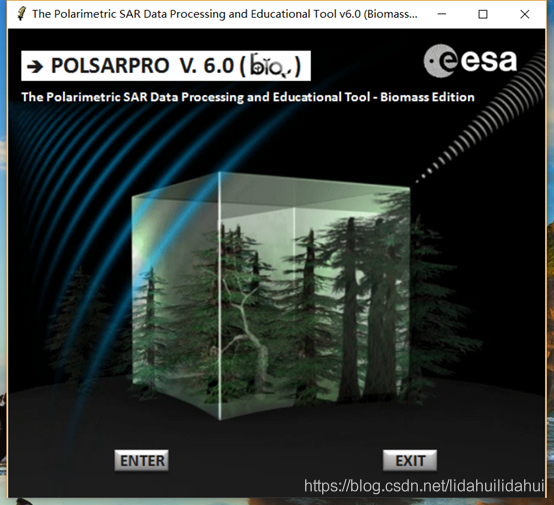 The Polarimetric SAR Data Processing and Educational Tool v6.0 (Biomass...
➔ POLSARPRO V. 6.0 (bio.)
esa
The Polarimetric SAR Data Processing and Educational Tool - Biomass Edition
ENTER
EXIT
https://blog.csdn.net/lidahuilidahui